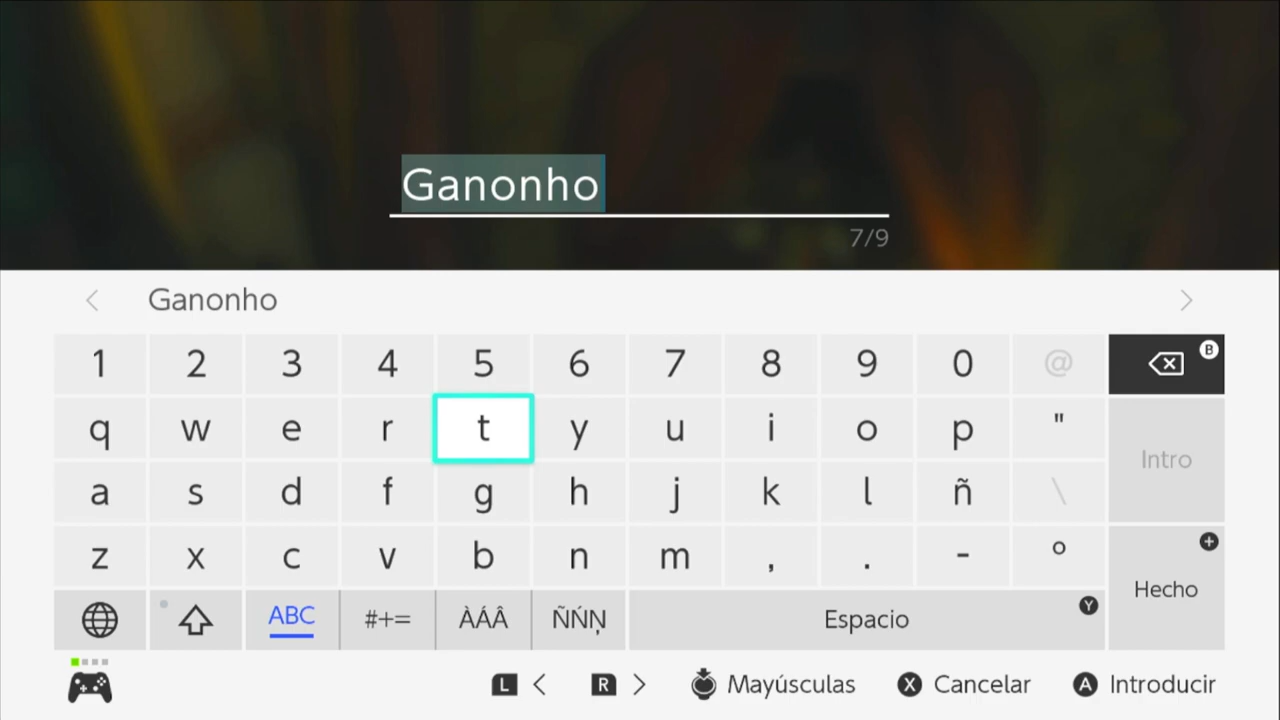 Ganonho
7/9
Ganonho
1 2 3 4 5 6 7 8 9 0 @ B
q w e r t y u i o p " Intro
a s d f g h j k l ñ \
z x c v b n m , . - º + Hecho
ABC #+= ÀÁÂ ÑŃŅ Espacio Y
L R Mayúsculas X Cancelar A Introducir